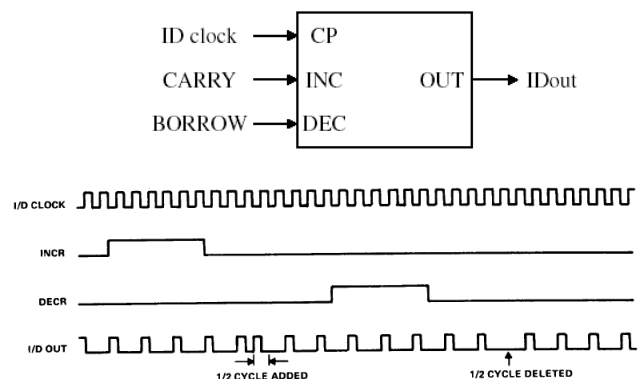 ID clock
CP
CARRY
INC
OUT
IDout
BORROW
DEC
I/D CLOCK
INCR
DECR
I/D OUT
1/2 CYCLE ADDED
1/2 CYCLE DELETED